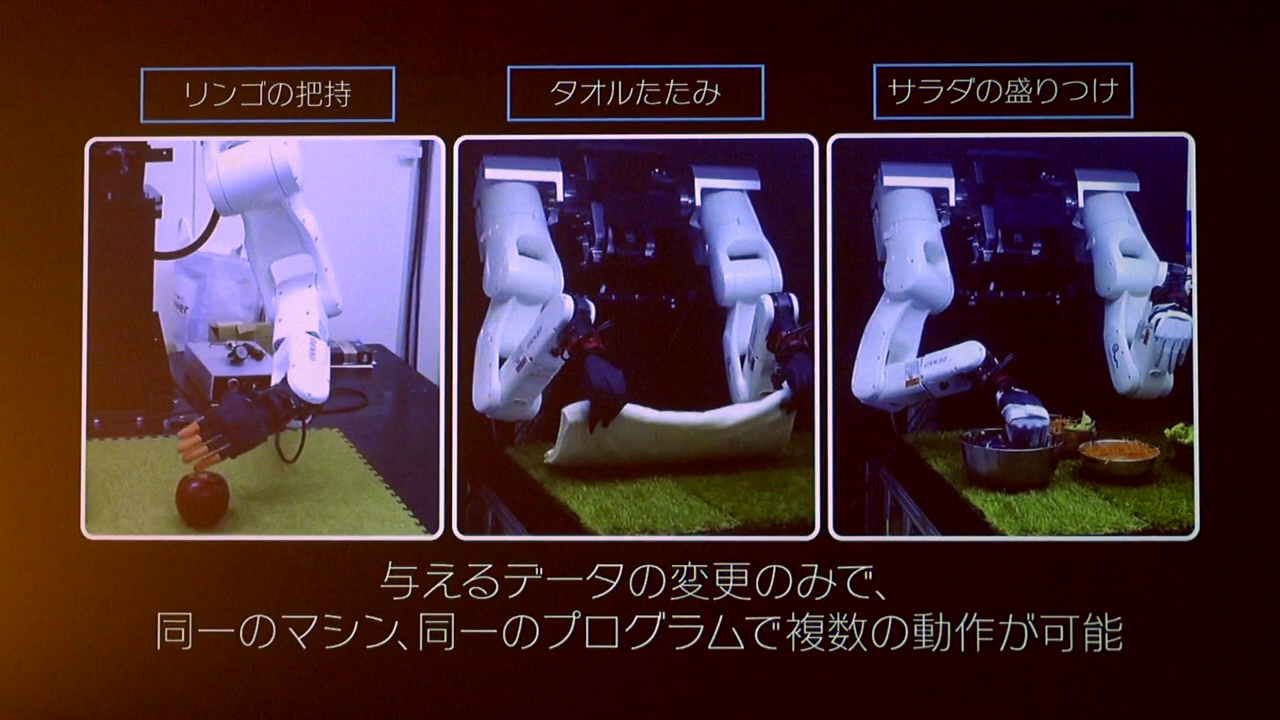 リンゴの把持
タオルたたみ
サラダの盛りつけ
与えるデータの変更のみで、
同一のマシン、同一のプログラムで複数の動作が可能